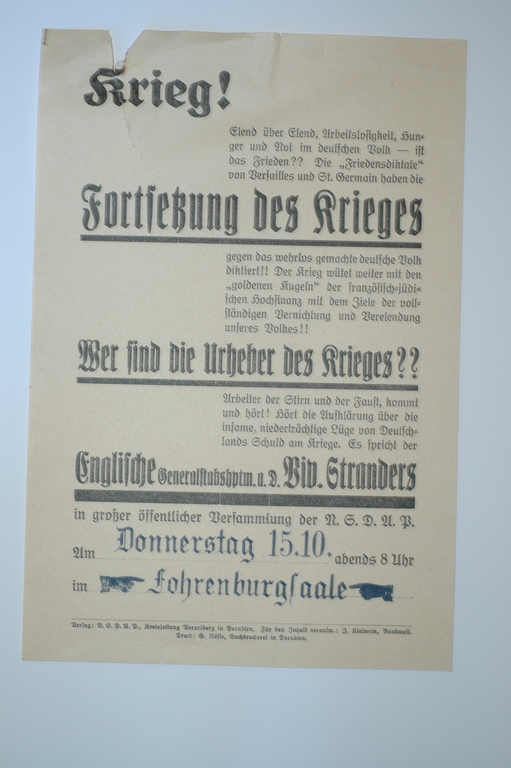 Krieg!
Elend über Elend, Arbeitslosigkeit, Hun-
ger und Not im deutschen Volk — ist
das Frieden?? Die „Friedensdiktate“
von Versailles und St. Germain haben die
Fortsetzung des Krieges
gegen das wehrlos gemachte deutsche Volk
diktiert!! Der Krieg wütet weiter mit den
„goldenen Kugeln“ der französisch-jüdi-
schen Hochfinanz mit dem Ziele der voll-
ständigen Vernichtung und Verelendung
unseres Volkes!!
Wer sind die Urheber des Krieges??
Arbeiter der Stirn und der Faust, kommt
und hört! Hört die Aufklärung über die
infame, niederträchtige Lüge von Deutsch-
lands Schuld am Kriege. Es spricht der
Englische Generalstabshptm. a. D. Viv. Stranders
in großer öffentlicher Versammlung der N. S. D. A. P.
Am Donnerstag 15.10. abends 8 Uhr
im Fohrenburgsaale
Verlag: N. S. D. A. P., Kreisleitung Vorarlberg in Dornbirn. Für den Inhalt verantw.: J. Kielwein, Rankweil.
Druck: G. Höfle, Buchdruckerei in Dornbirn.